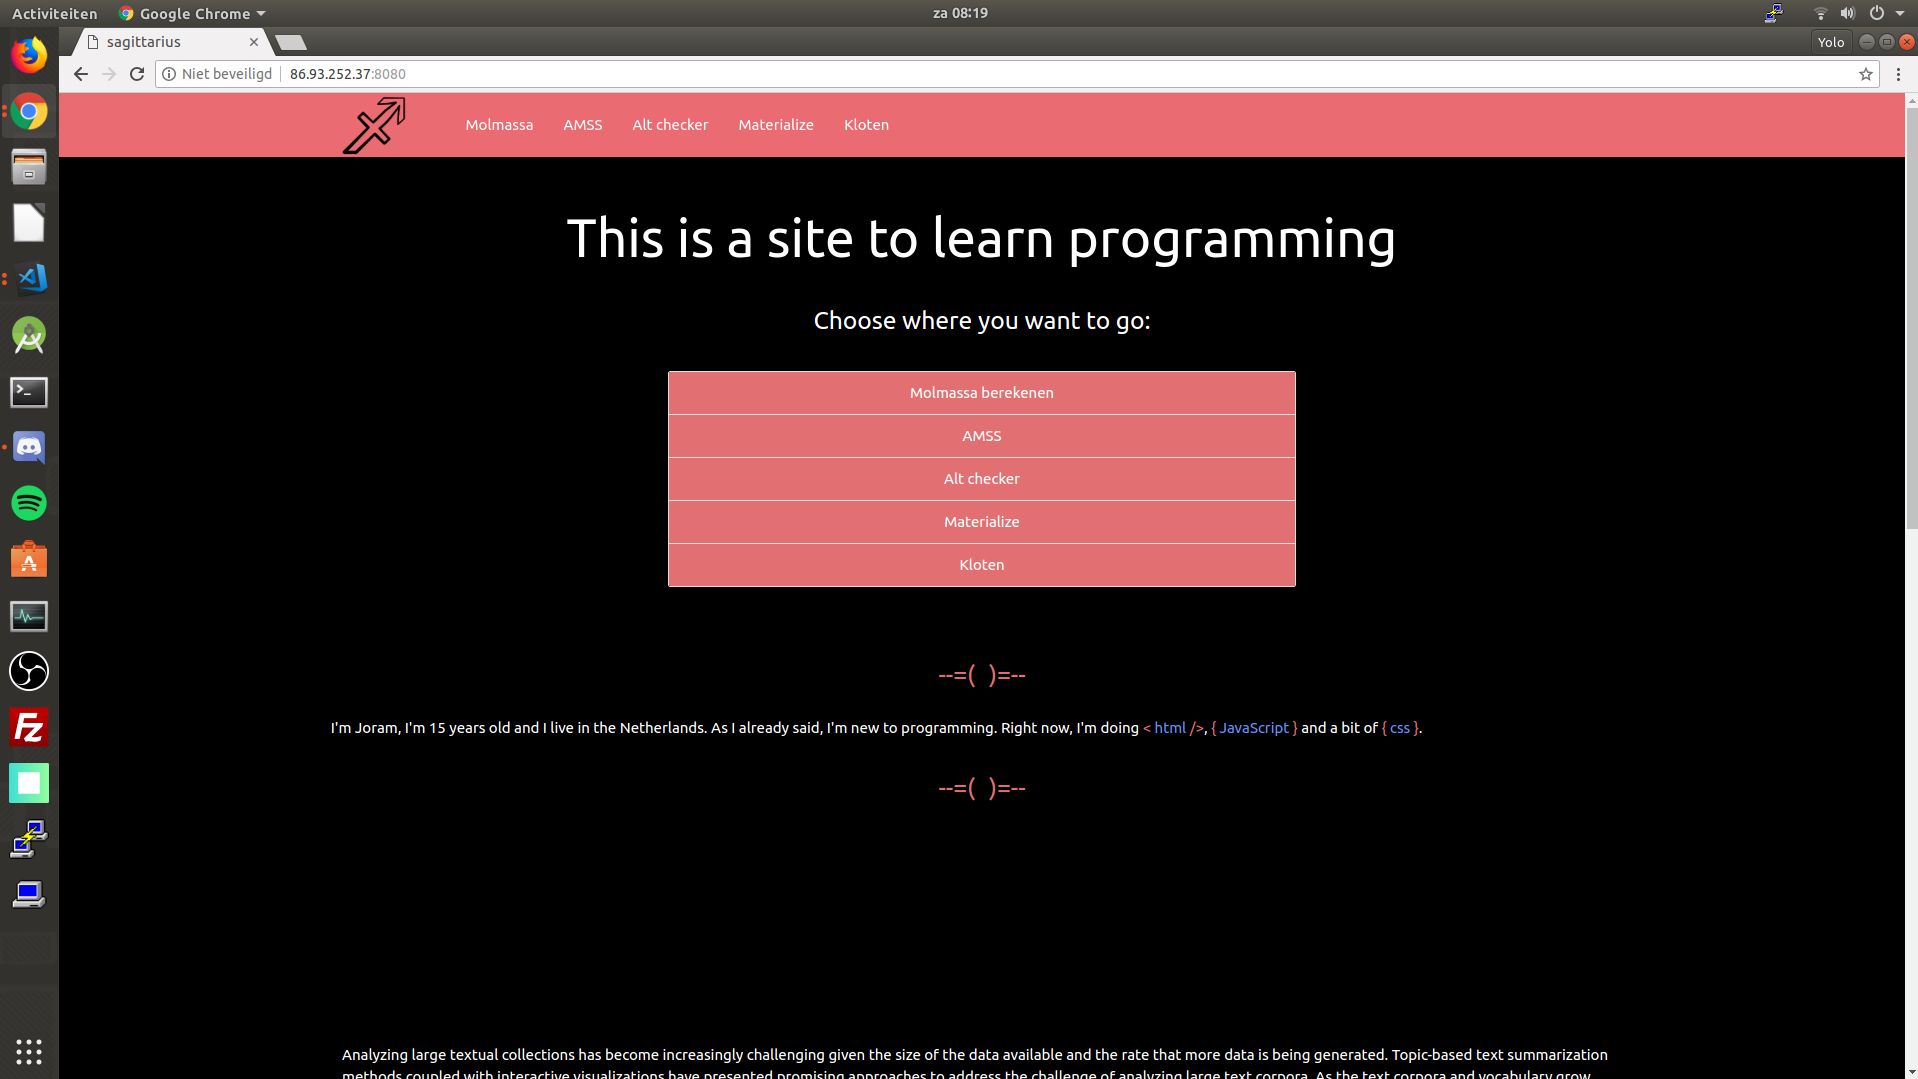 Activiteiten
Google Chrome
za 08:19
sagittarius
Yolo
Niet beveiligd
86.93.252.37:8080
Molmassa
AMSS
Alt checker
Materialize
Kloten
This is a site to learn programming
Choose where you want to go:
Molmassa berekenen
AMSS
Alt checker
Materialize
Kloten
--=( )=--
I'm Joram, I'm 15 years old and I live in the Netherlands. As I already said, I'm new to programming. Right now, I'm doing < html />, { JavaScript } and a bit of { css }.
--=( )=--
Analyzing large textual collections has become increasingly challenging given the size of the data available and the rate that more data is being generated. Topic-based text summarization
methods coupled with interactive visualizations have presented promising approaches to address the challenge of analyzing large text corpora. As the text corpora and vocabulary grow